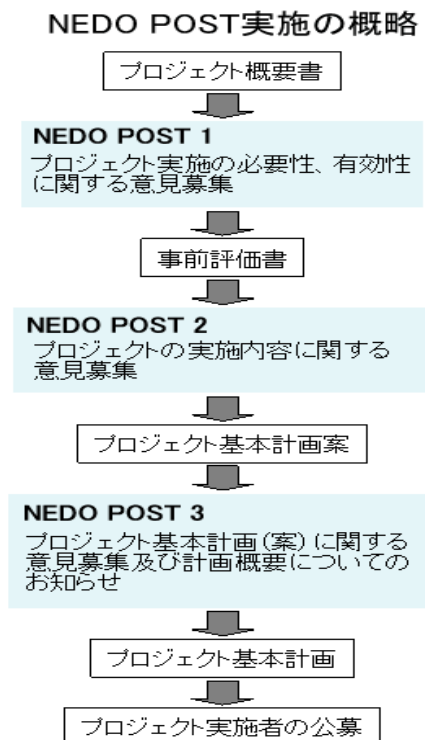 NEDO POST実施の概略
プロジェクト概要書
NEDO POST 1
プロジェクト実施の必要性、有効性
に関する意見募集
事前評価書
NEDO POST 2
プロジェクトの実施内容に関する
意見募集
プロジェクト基本計画案
NEDO POST 3
プロジェクト基本計画(案)に関する
意見募集及び計画概要についての
お知らせ
プロジェクト基本計画
プロジェクト実施者の公募